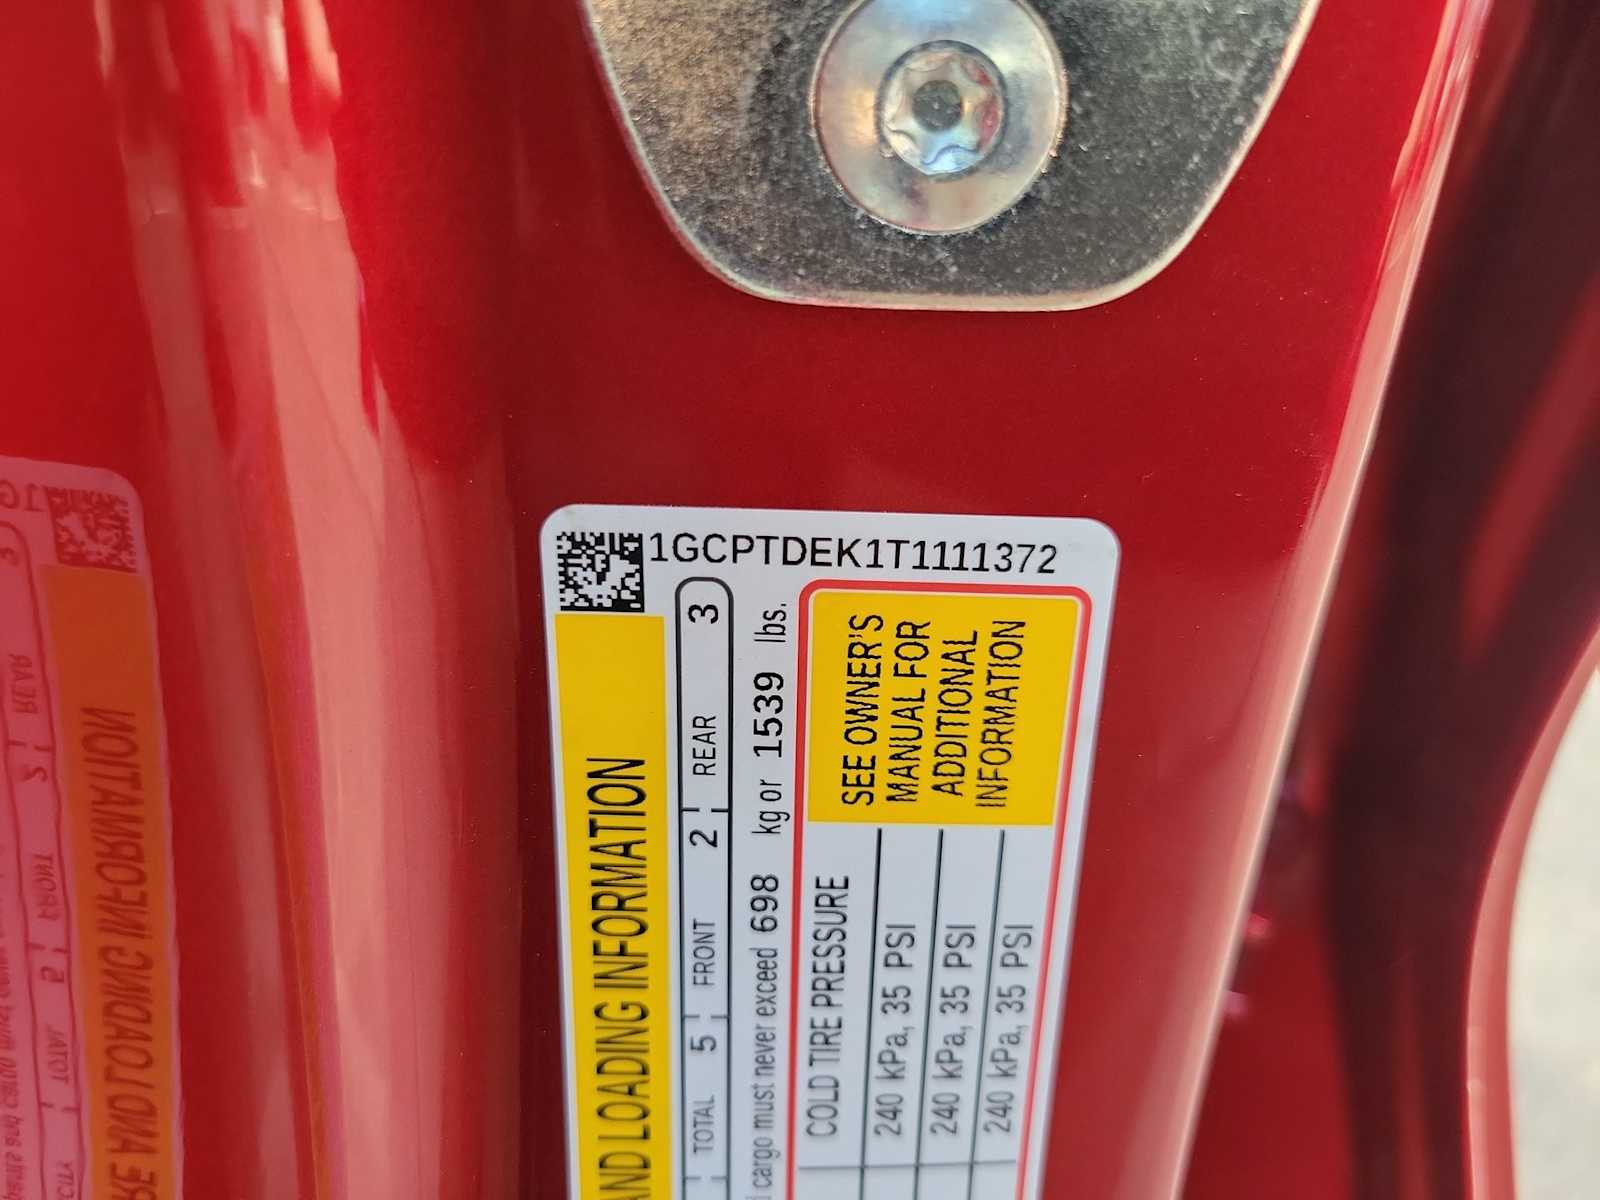 1GCPTDEK1T1111372
AND LOADING INFORMATION
TOTAL 5 FRONT 2 REAR 3
cargo must never exceed 698 kg or 1539 lbs.
COLD TIRE PRESSURE
240 kPa, 35 PSI
240 kPa, 35 PSI
240 kPa, 35 PSI
SEE OWNER'S
MANUAL FOR
ADDITIONAL
INFORMATION